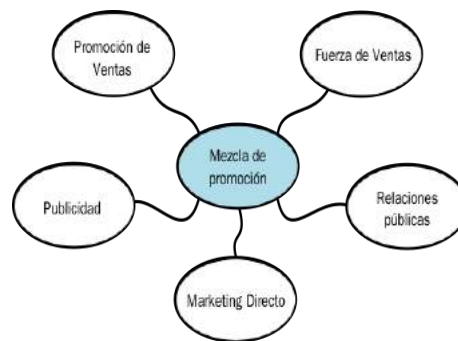 Promoción de
Ventas
Fuerza de Ventas
Mezcla de
promoción
Publicidad
Relaciones
públicas
Marketing Directo